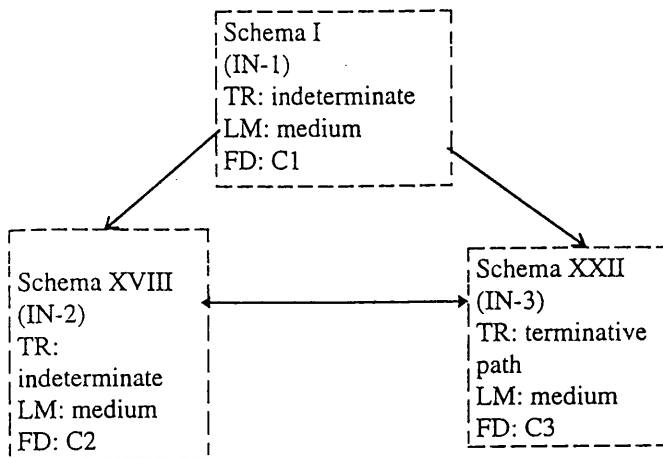 Schema I
(IN-1)
TR: indeterminate
LM: medium
FD: C1
Schema XVIII
(IN-2)
TR:
indeterminate
LM: medium
FD: C2
Schema XXII
(IN-3)
TR: terminative
path
LM: medium
FD: C3